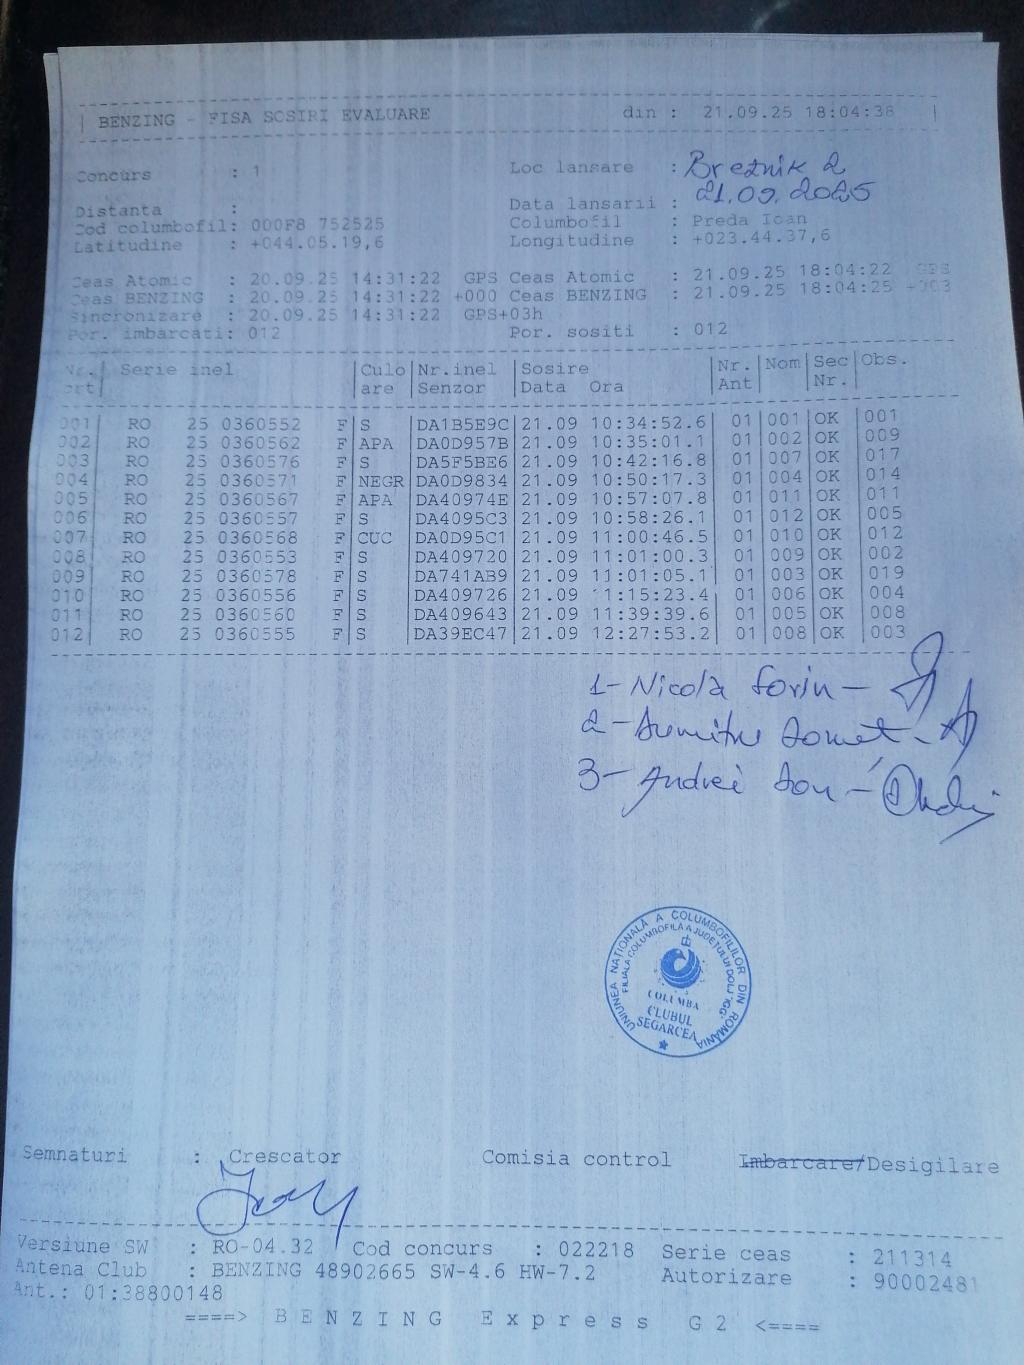 | BENZING - FISA SOSIRI EVALUARE din : 21.09.25 18:04:38 |
Concurs : 1 Loc lansare : Breznik 2
Distanta : Data lansarii : 21.09.2025
Cod columbofil: 000F8 752525 Columbofil : Preda Ioan
Latitudine : +044.05.19,6 Longitudine : +023.44.37,6
Ceas Atomic : 20.09.25 14:31:22 GPS Ceas Atomic : 21.09.25 18:04:22 GPS
Ceas BENZING : 20.09.25 14:31:22 +000 Ceas BENZING : 21.09.25 18:04:25 +003
Sincronizare : 20.09.25 14:31:22 GPS+03h
Por. imbarcati: 012 Por. sositi : 012
Nr. Serie inel Culo Nr.inel Sosire Nr. Nom Sec Obs.
crt are Senzor Data Ora Ant Nr.
001 RO 25 0360552 F S DA1B5E9C 21.09 10:34:52.6 01 001 OK 001
002 RO 25 0360562 F APA DA0D957B 21.09 10:35:01.1 01 002 OK 009
003 RO 25 0360576 F S DA5F5BE6 21.09 10:42:16.8 01 007 OK 017
004 RO 25 0360571 F NEGR DA0D9834 21.09 10:50:17.3 01 004 OK 014
005 RO 25 0360567 F APA DA40974E 21.09 10:57:07.8 01 011 OK 011
006 RO 25 0360557 F S DA4095C3 21.09 10:58:26.1 01 012 OK 005
007 RO 25 0360568 F CUC DA0D95C1 21.09 11:00:46.5 01 010 OK 012
008 RO 25 0360553 F S DA409720 21.09 11:01:00.3 01 009 OK 002
009 RO 25 0360578 F S DA741AB9 21.09 11:01:05.1 01 003 OK 019
010 RO 25 0360556 F S DA409726 21.09 11:15:23.4 01 006 OK 004
011 RO 25 0360560 F S DA409643 21.09 11:39:39.6 01 005 OK 008
012 RO 25 0360555 F S DA39EC47 21.09 12:27:53.2 01 008 OK 003
1- Nicola Sorin -
2- Dumitru -
3- Andrei Ion -
UNIUNEA NATIONALĂ A COLUMBOFILILOR DIN ROMÂNIA
FILIALA COLUMBOFILA A JUDETULUI DOLJ "GG"
COLUMBA
CLUBUL
SEGARCEA
Semnaturi : Crescator Comisia control Imbarcare/Desigilare
Versiune SW : RO-04.32 Cod concurs : 022218 Serie ceas : 211314
Antena Club : BENZING 48902665 SW-4.6 HW-7.2 Autorizare : 90002481
Ant.: 01:38800148
====> BENZING Express G2 <====